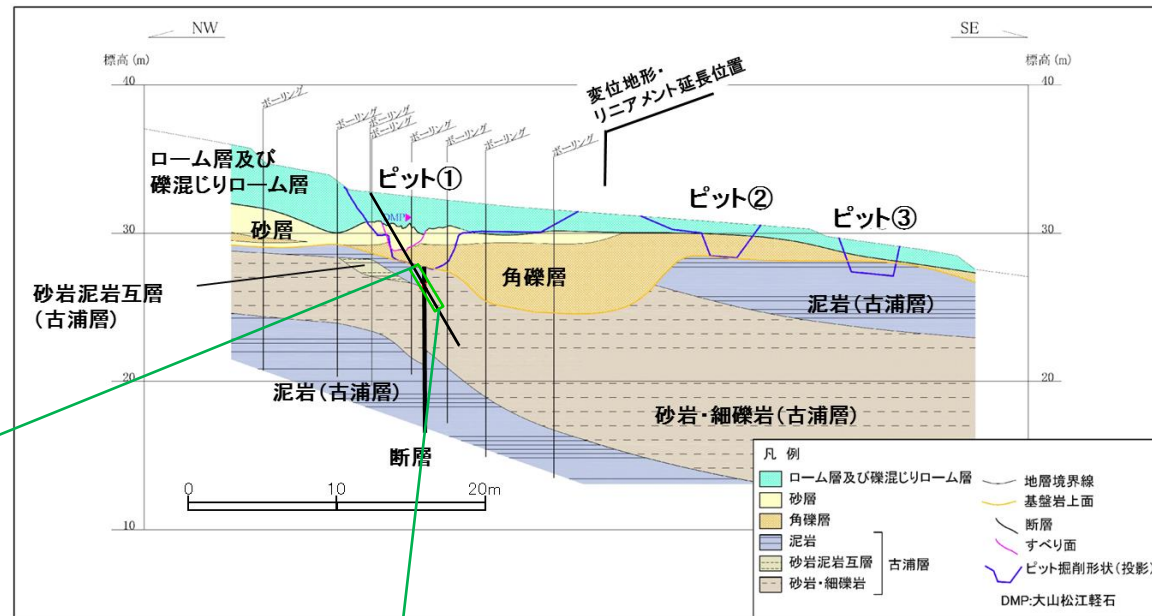 NW
SE
標高(m)
標高(m)
40
40
ボーリング
ボーリング
ボーリング
ボーリング
ボーリング
ボーリング
ボーリング
ボーリング
変位地形・
リニアメント延長位置
ローム層及び
礫混じりローム層
ピット①
ピット②
ピット③
DMP
30
30
砂層
角礫層
砂岩泥岩互層
(古浦層)
泥岩(古浦層)
20
20
泥岩(古浦層)
砂岩・細礫岩(古浦層)
断層
0
10
20m
10
凡 例
ローム層及び礫混じりローム層
砂層
角礫層
泥岩
砂岩泥岩互層
砂岩・細礫岩
古浦層
地層境界線
基盤岩上面
断層
すべり面
ピット掘削形状(投影)
DMP:大山松江軽石